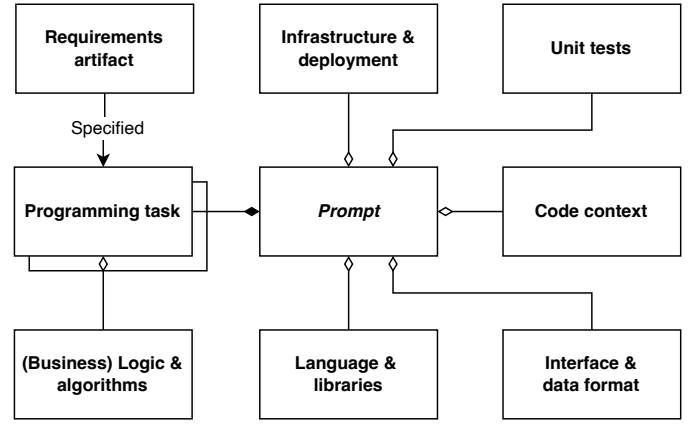 Requirements
artifact
Infrastructure &
deployment
Unit tests
Specified
Programming task
Prompt
Code context
(Business) Logic &
algorithms
Language &
libraries
Interface &
data format